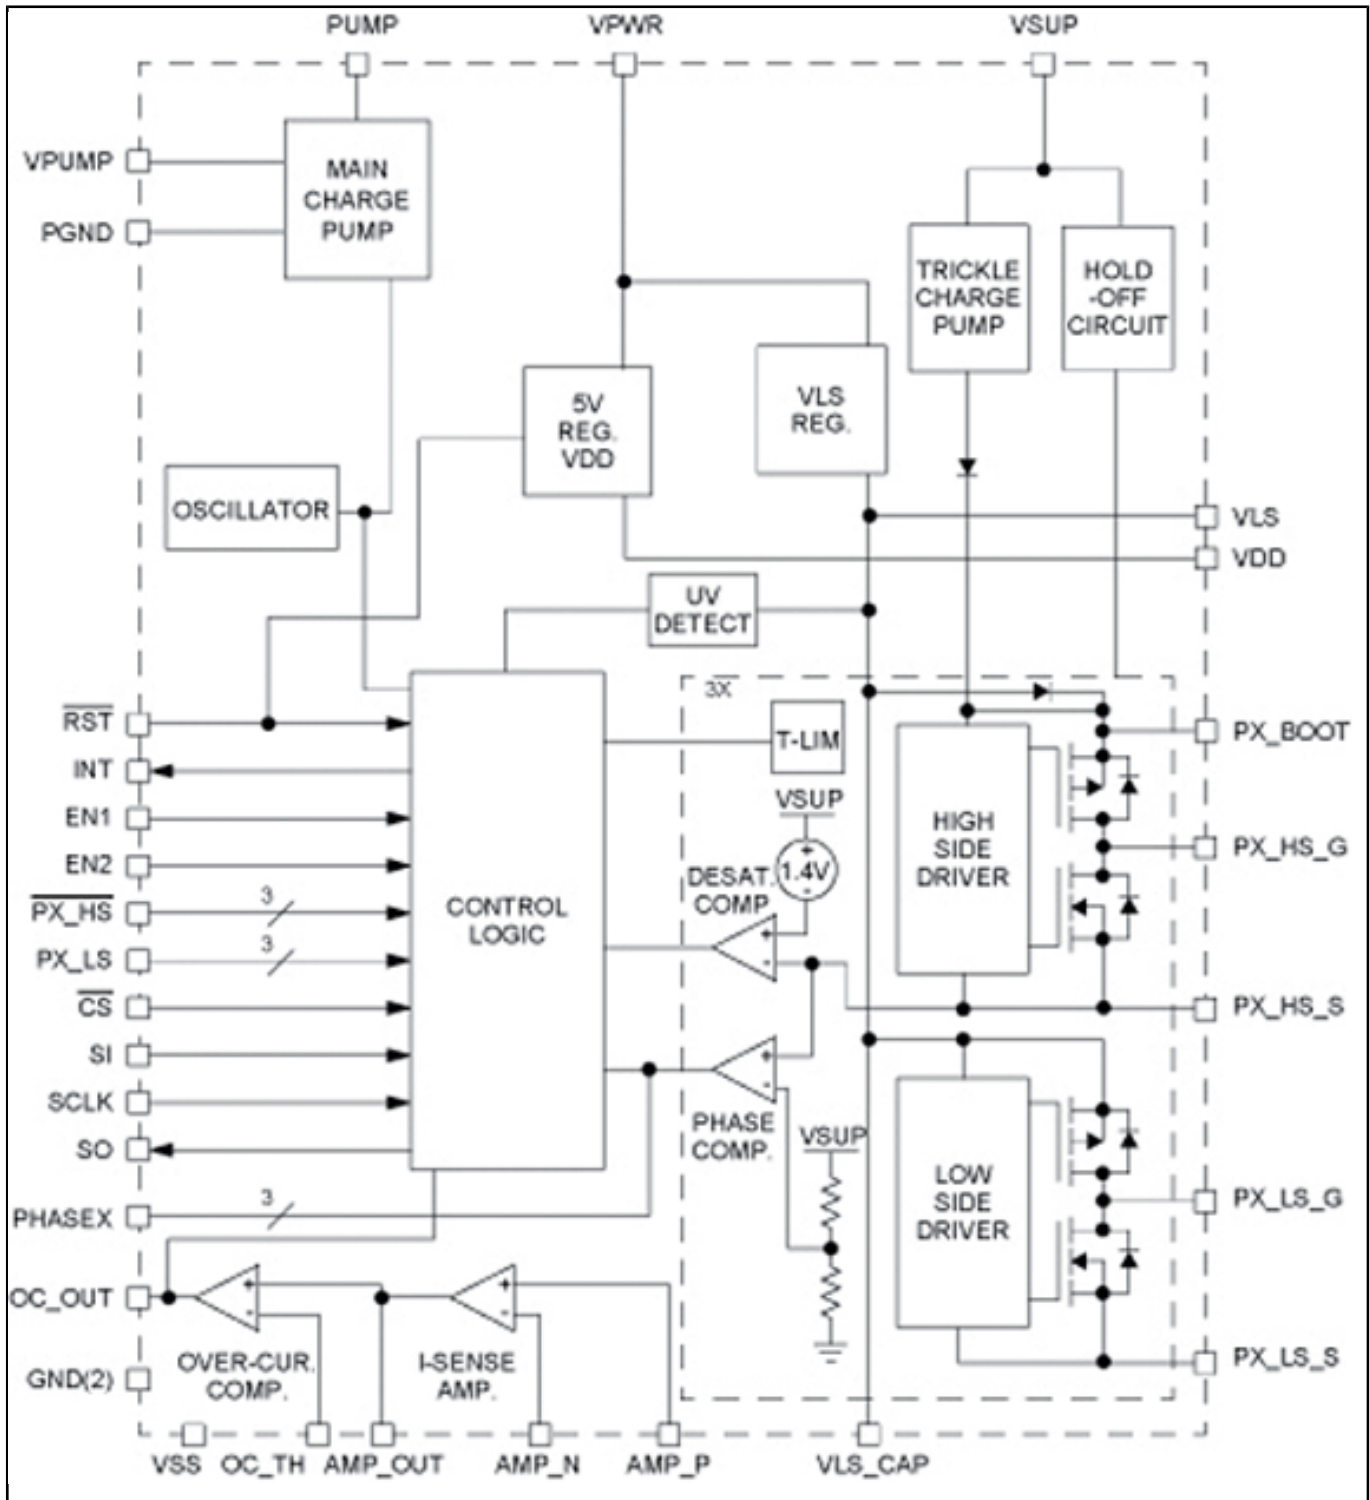 PUMP
VPWR
VSUP
VPUMP
PGND
MAIN
CHARGE
PUMP
TRICKLE
CHARGE
PUMP
HOLD
-OFF
CIRCUIT
5V
REG.
VDD
VLS
REG.
OSCILLATOR
VLS
VDD
UV
DETECT
3X
T-LIM
RST
INT
EN1
EN2
PX_HS
3
PX_LS
3
CS
SI
SCLK
SO
PHASEX
3
CONTROL
LOGIC
VSUP
+
1.4V
-
DESAT.
COMP
+
-
+
-
PHASE
COMP.
VSUP
HIGH
SIDE
DRIVER
LOW
SIDE
DRIVER
PX_BOOT
PX_HS_G
PX_HS_S
PX_LS_G
PX_LS_S
OC_OUT
+
-
+
-
OVER-CUR.
COMP.
I-SENSE
AMP.
GND(2)
VSS
OC_TH
AMP_OUT
AMP_N
AMP_P
VLS_CAP